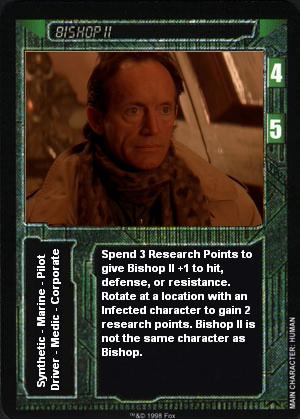 BISHOP II
4
5
Synthetic - Marine - Pilot
Driver - Medic - Corporate
Spend 3 Research Points to
give Bishop II +1 to hit,
defense, or resistance.
Rotate at a location with an
Infected character to gain 2
research points. Bishop II is
not the same character as
Bishop.
MAIN CHARACTER: HUMAN
™&© 1998 Fox